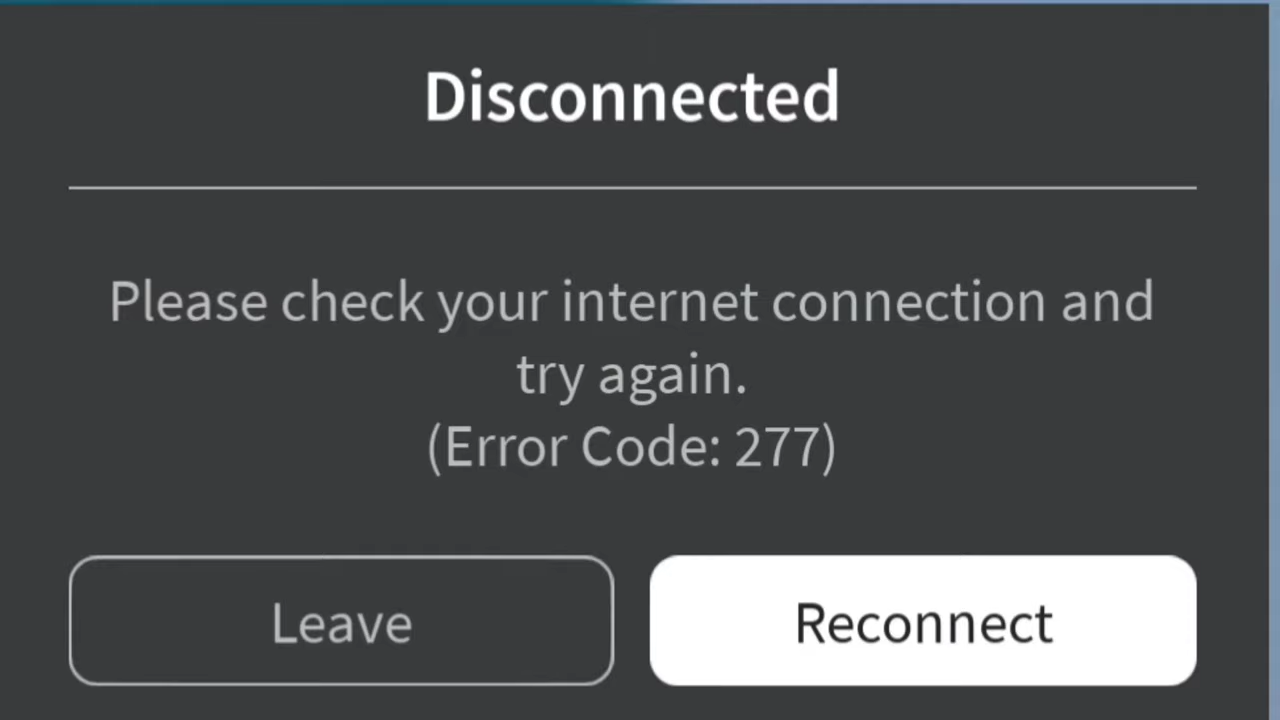 Disconnected
Please check your internet connection and
try again.
(Error Code: 277)
Leave
Reconnect